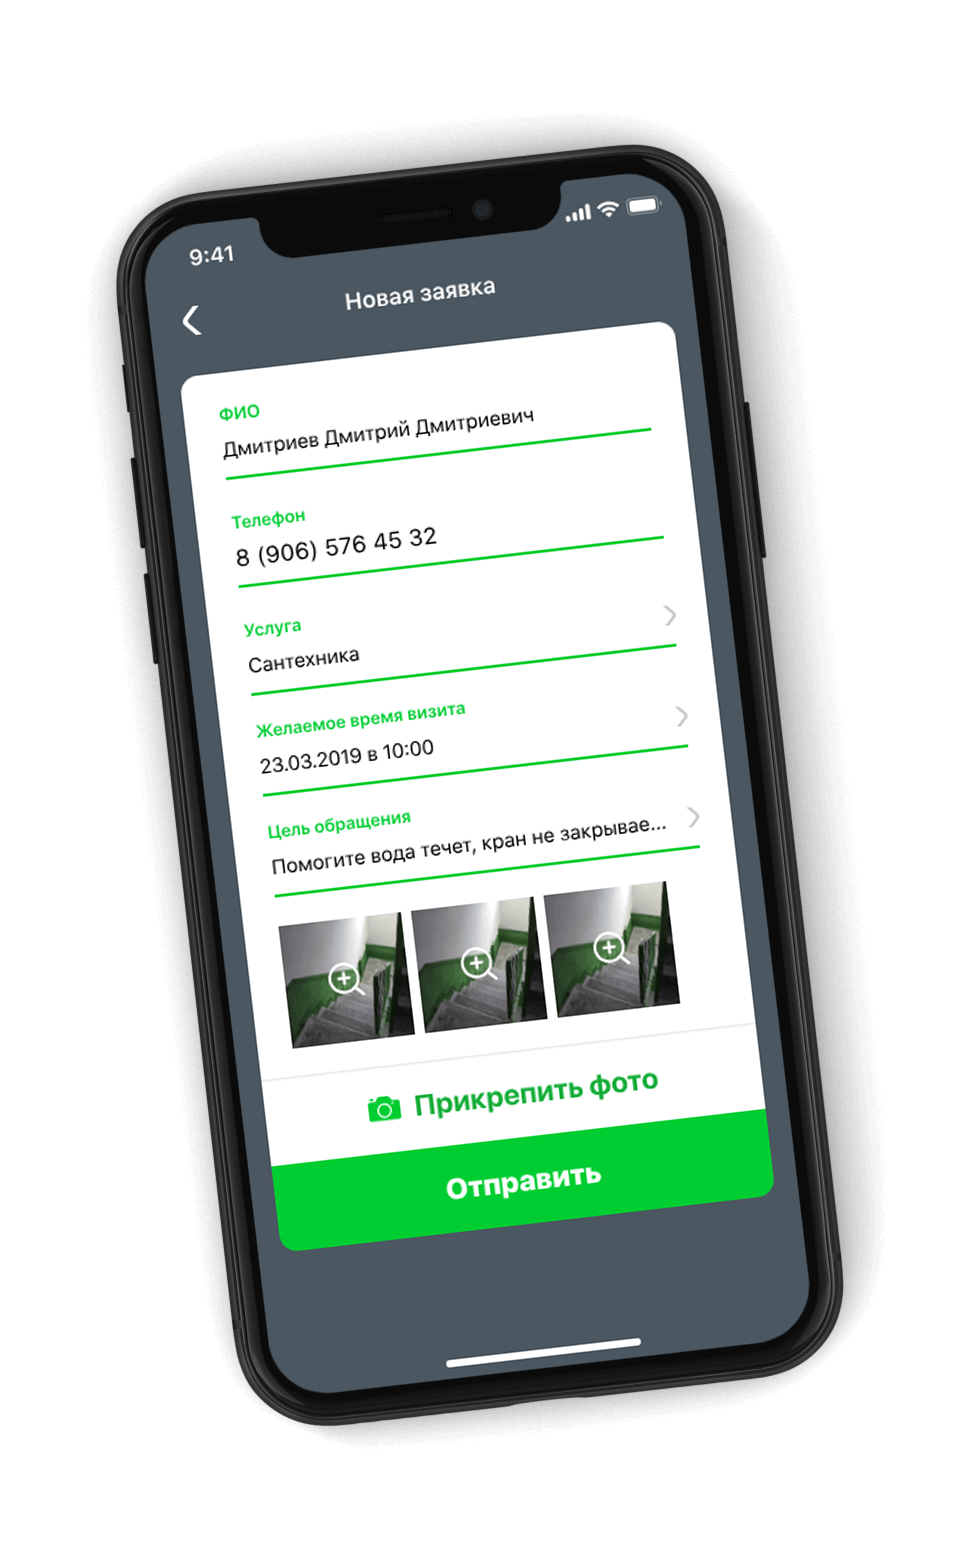 9:41
Новая заявка
ФИО
Дмитриев Дмитрий Дмитриевич
Телефон
8 (906) 576 45 32
Услуга
Сантехника
Желаемое время визита
23.03.2019 в 10:00
Цель обращения
Помогите вода течет, кран не закрывае...
Прикрепить фото
Отправить